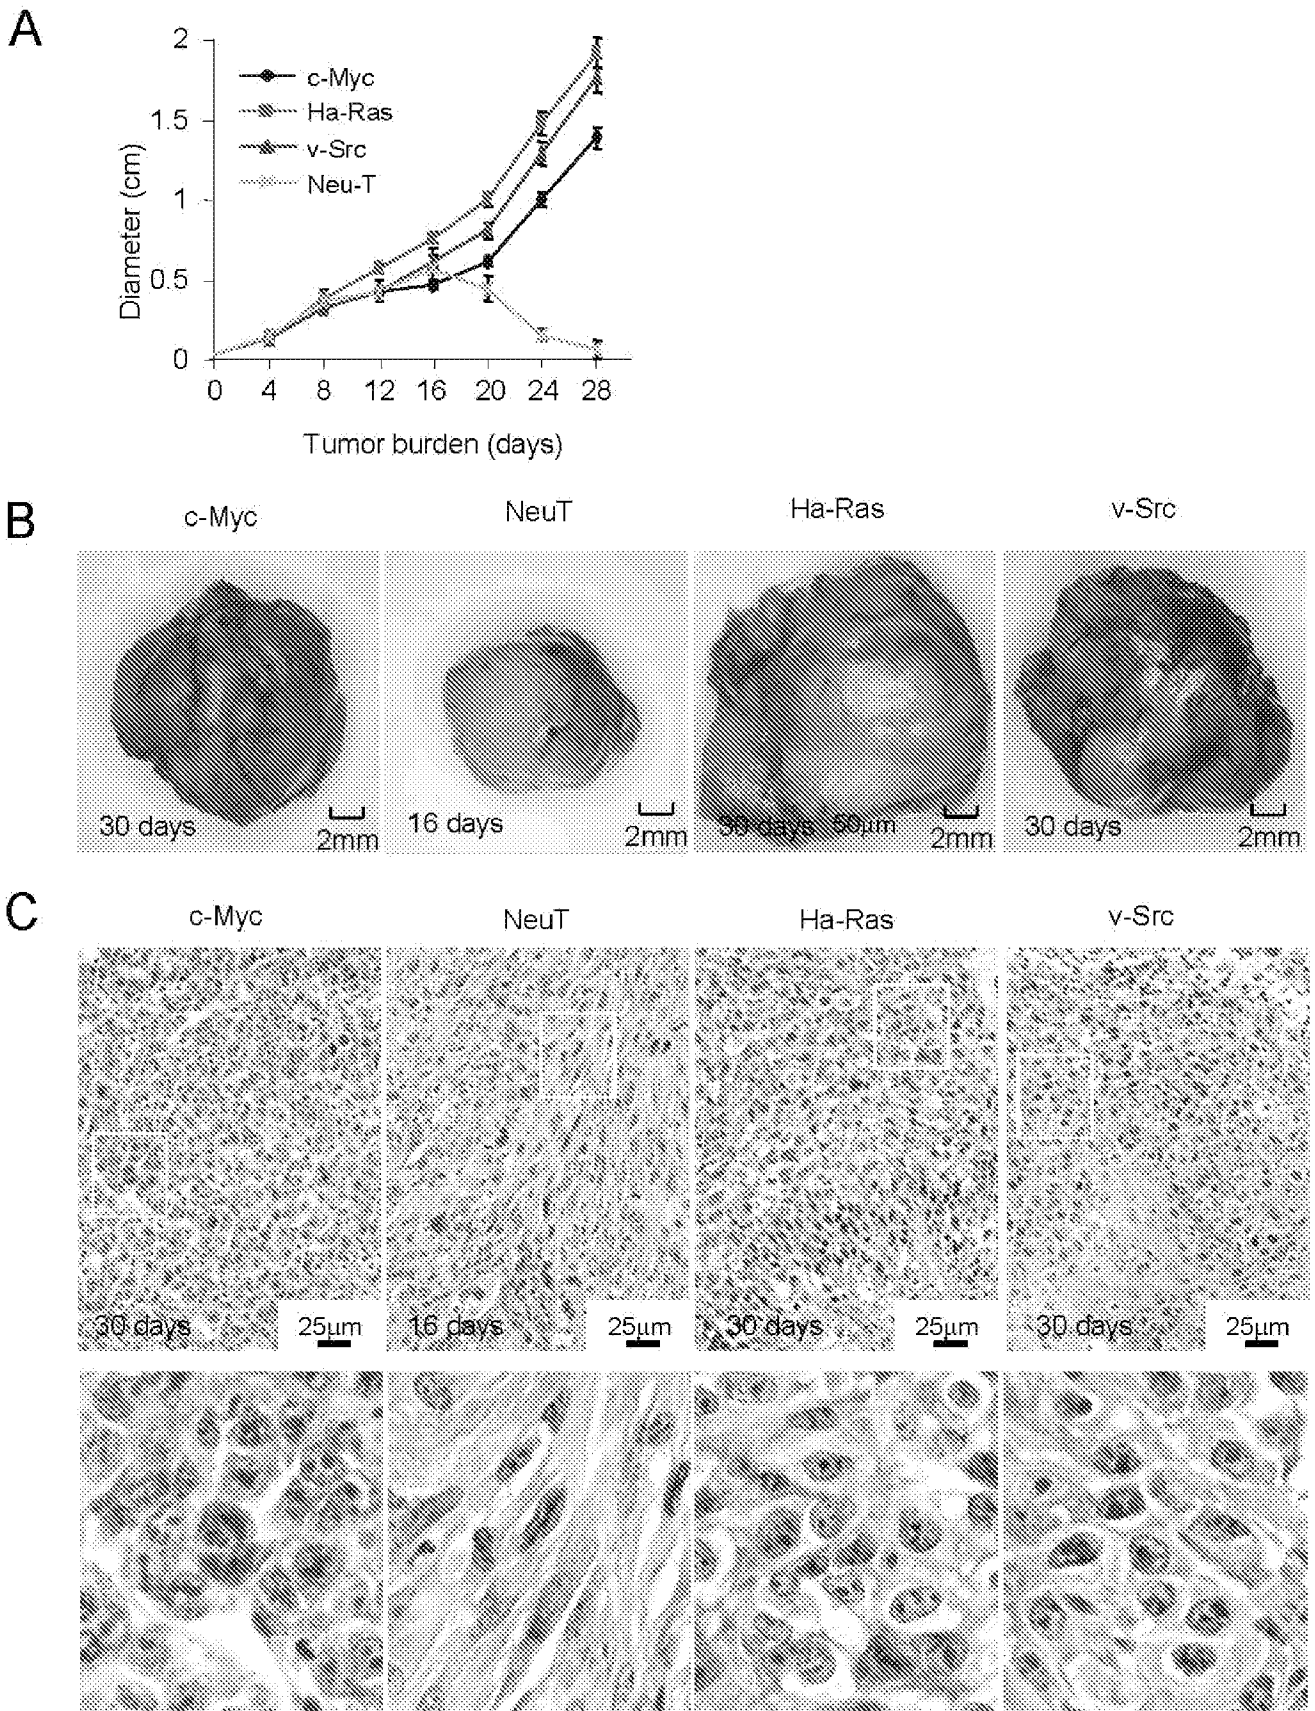 A
2
1.5
1
0.5
0
Diameter (cm)
c-Myc
Ha-Ras
v-Src
Neu-T
0 4 8 12 16 20 24 28
Tumor burden (days)
B
c-Myc NeuT Ha-Ras v-Src
30 days 2mm 16 days 2mm 30 days 50μm 2mm 30 days 2mm
C
c-Myc NeuT Ha-Ras v-Src
30 days 25μm 16 days 25μm 30 days 25μm 30 days 25μm